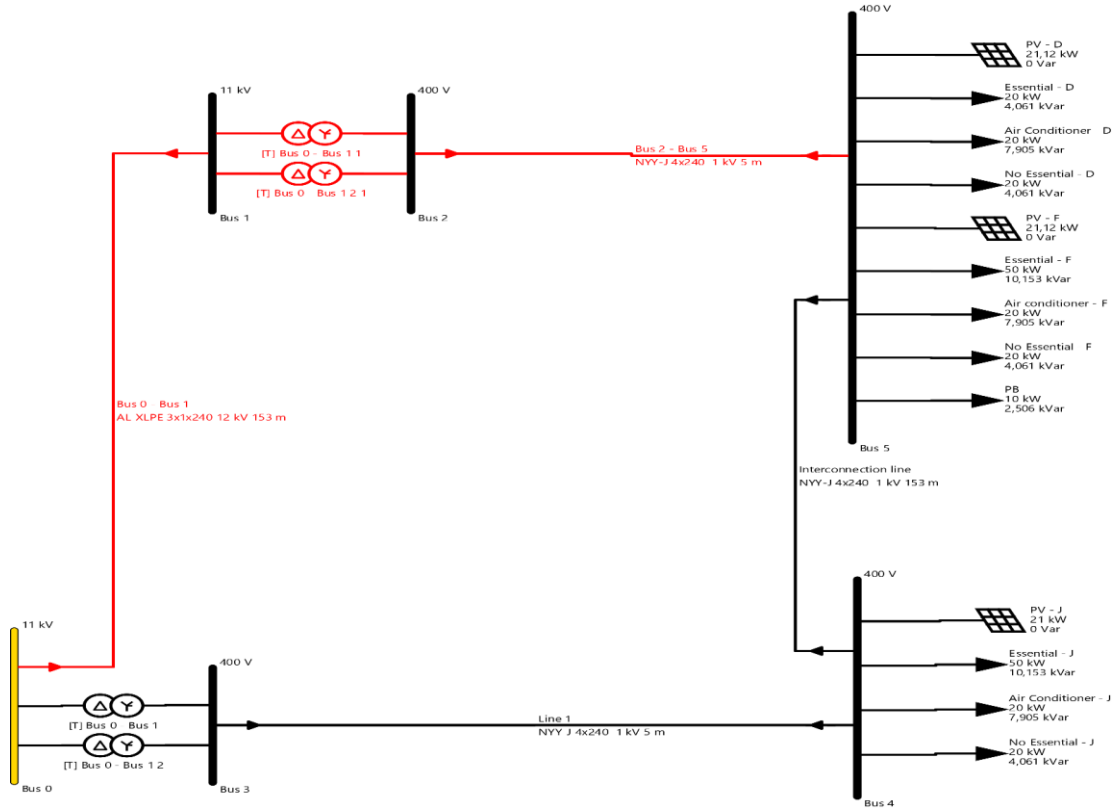 400 V
PV - D
21,12 kW
0 Var
Essential - D
20 kW
4,061 kVar
Air Conditioner D
20 kW
7,905 kVar
No Essential - D
20 kW
4,061 kVar
PV - F
21,12 kW
0 Var
Essential - F
50 kW
10,153 kVar
Air conditioner - F
20 kW
7,905 kVar
No Essential F
20 kW
4,061 kVar
PB
10 kW
2,506 kVar
Bus 5
11 kV
400 V
[T] Bus 0 - Bus 1 1
[T] Bus 0 Bus 1 2 1
Bus 1
Bus 2
Bus 2 - Bus 5
NYY-J 4x240 1 kV 5 m
Bus 0 Bus 1
AL XLPE 3x1x240 12 kV 153 m
Interconnection line
NYY-J 4x240 1 kV 153 m
11 kV
400 V
[T] Bus 0 Bus 1
[T] Bus 0 - Bus 1 2
Bus 0
Bus 3
Line 1
NYY J 4x240 1 kV 5 m
400 V
PV - J
21 kW
0 Var
Essential - J
50 kW
10,153 kVar
Air Conditioner - J
20 kW
7,905 kVar
No Essential - J
20 kW
4,061 kVar
Bus 4